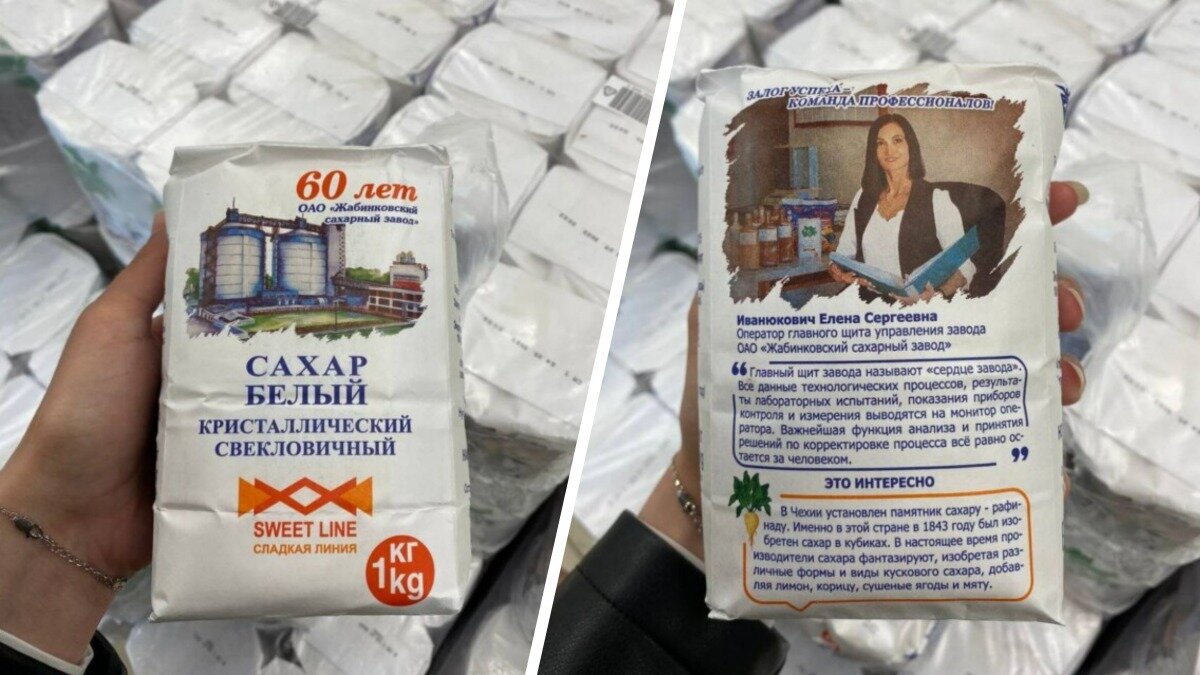 60 лет
ОАО «Жабинковский
сахарный завод»
САХАР
БЕЛЫЙ
КРИСТАЛЛИЧЕСКИЙ
СВЕКЛОВИЧНЫЙ
SWEET LINE
СЛАДКАЯ ЛИНИЯ
1 КГ
kg
ЗАЛОГ УСПЕХА –
КОМАНДА ПРОФЕССИОНАЛОВ!
Иванюкович Елена Сергеевна
Оператор главного щита управления завода
ОАО «Жабинковский сахарный завод»
“ Главный щит завода называют «сердце завода».
Все данные технологических процессов, результа-
ты лабораторных испытаний, показания приборов
контроля и измерения выводятся на монитор опе-
ратора. Важнейшая функция анализа и принятия
решений по корректировке процесса всё равно ос-
тается за человеком. ”
ЭТО ИНТЕРЕСНО
В Чехии установлен памятник сахару - рафи-
наду. Именно в этой стране в 1843 году был изо-
бретен сахар в кубиках. В настоящее время про-
изводители сахара фантазируют, изобретая раз-
личные формы и виды кускового сахара, добав-
ляя лимон, корицу, сушеные ягоды и мяту.